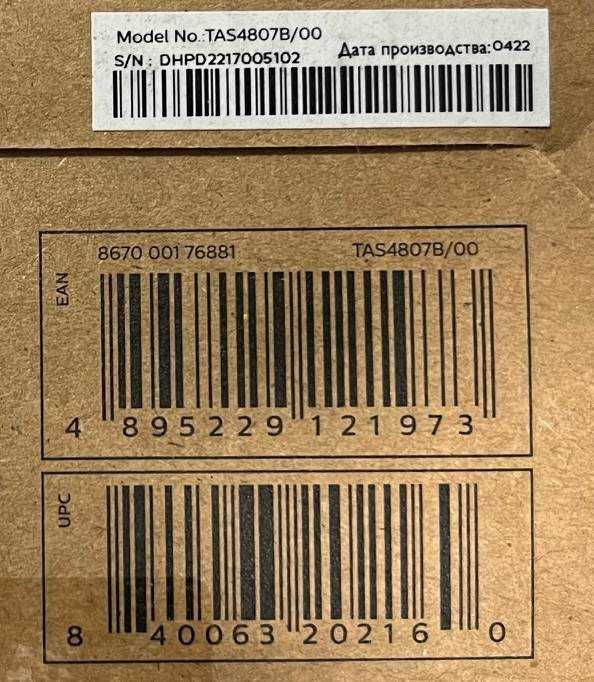 Model No.:TAS4807B/00
S/N : DHPD2217005102 Дата производства:0422
8670 001 76881 TAS4807B/00
EAN
4 895229 121973
UPC
8 40063 20216 0